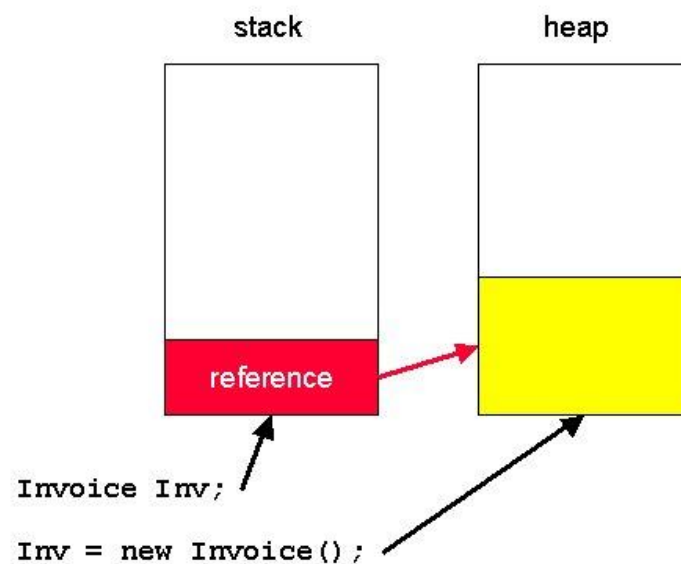 stack
heap
reference
Invoice Inv;
Inv = new Invoice();